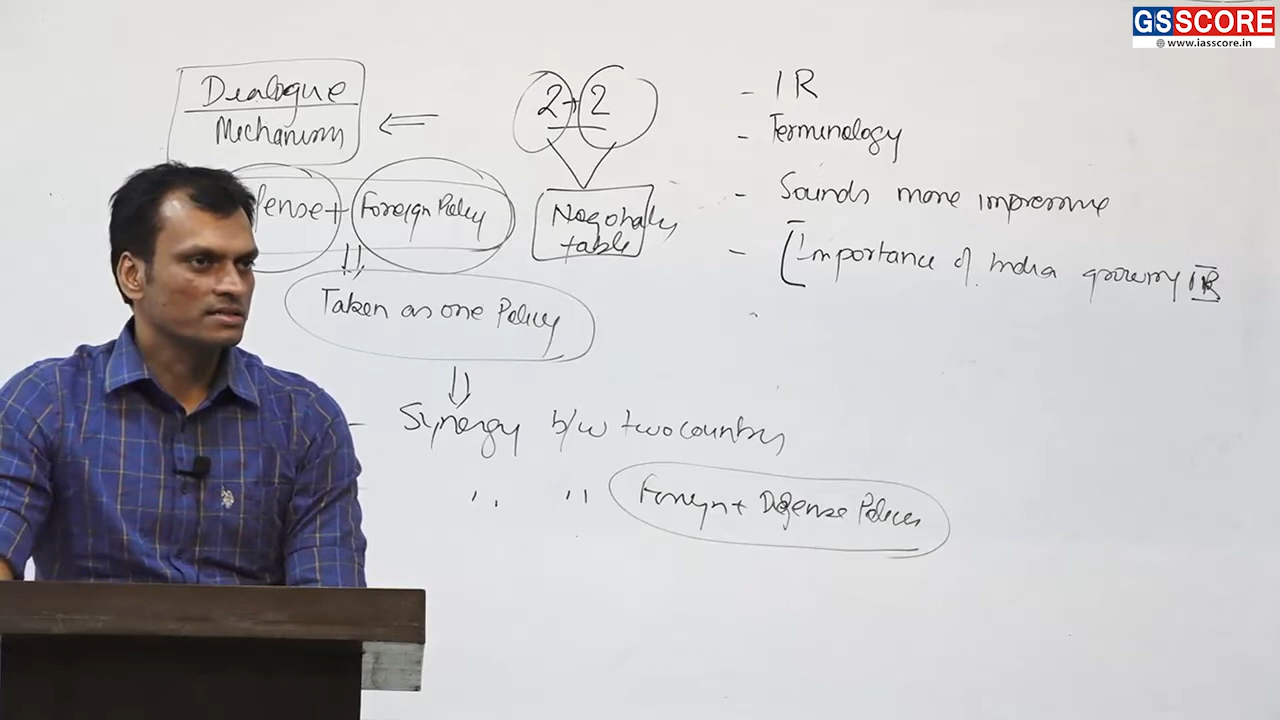 GSSCORE
www.iasscore.in
Dialogue
Mechanism
2+2
- IR
- Terminology
- Sounds more impressive
- [Importance of India growing IR
fense + Foreign Policy
Negotiating
table
Taken as one Policy
- Synergy b/w two country
" " Foreign + Defense Policies